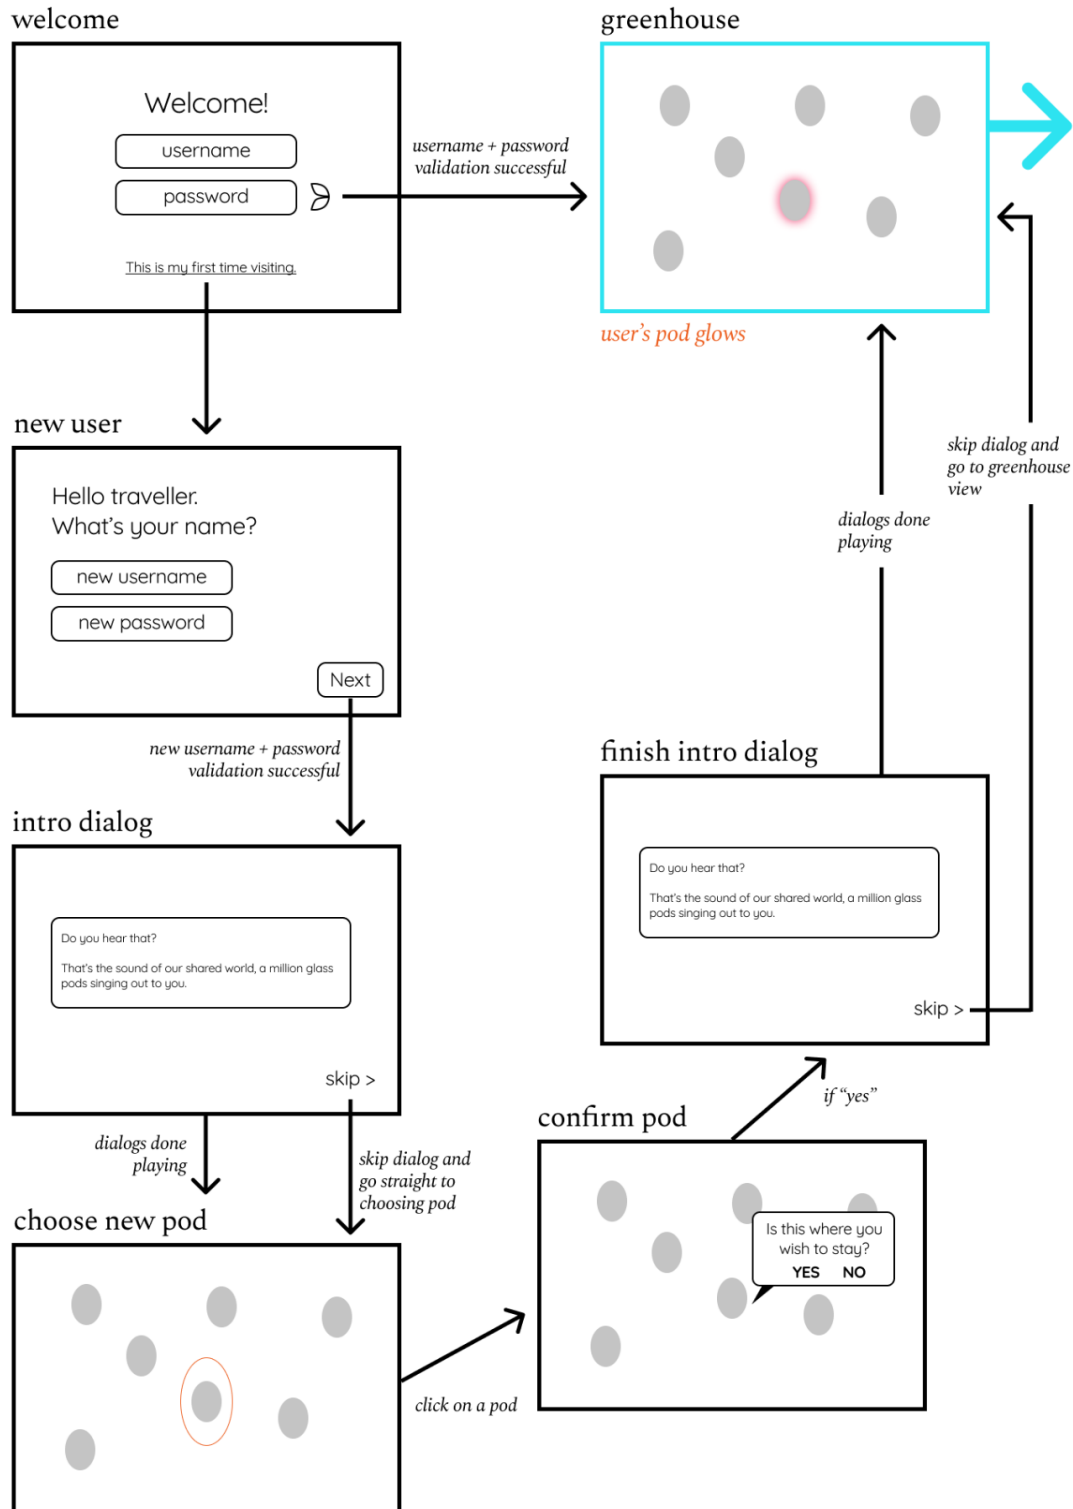 welcome
Welcome!
username
password
This is my first time visiting.
username + password
validation successful
greenhouse
user's pod glows
new user
Hello traveller.
What's your name?
new username
new password
Next
new username + password
validation successful
intro dialog
Do you hear that?
That's the sound of our shared world, a million glass
pods singing out to you.
skip >
dialogs done
playing
skip dialog and
go straight to
choosing pod
choose new pod
click on a pod
confirm pod
Is this where you
wish to stay?
YES NO
if “yes”
finish intro dialog
Do you hear that?
That's the sound of our shared world, a million glass
pods singing out to you.
skip >
dialogs done
playing
skip dialog and
go to greenhouse
view